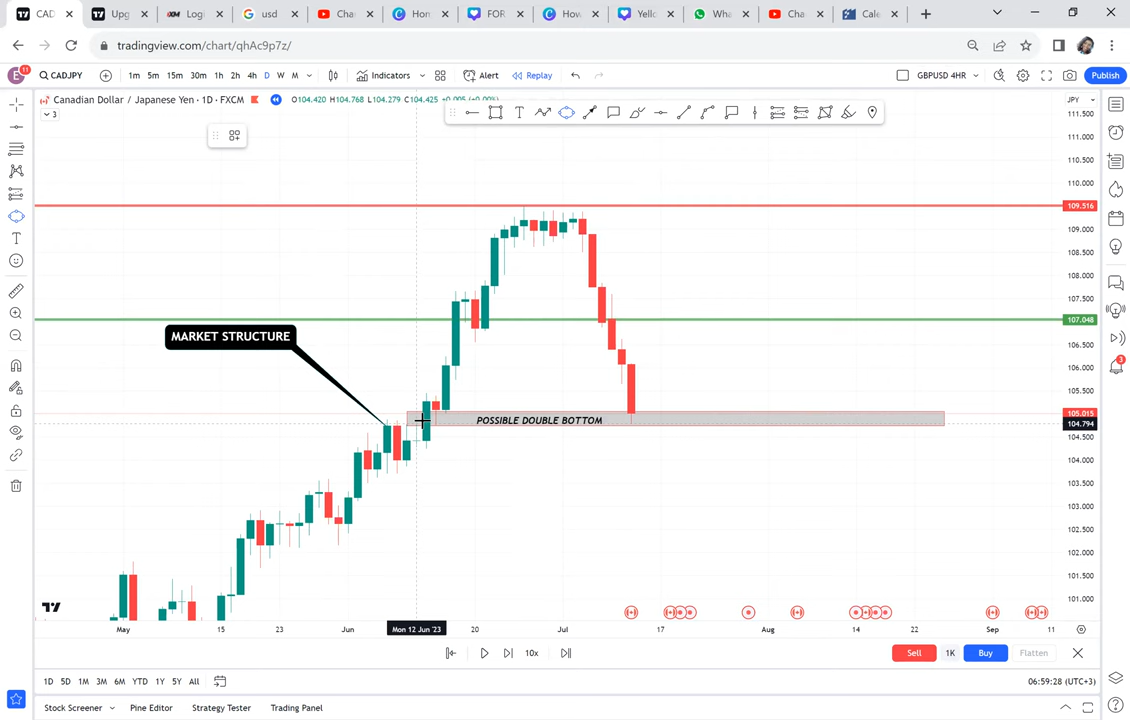 CAD
Upg
Logi
usd
Cha
Hon
FOR
How
Yello
Wha
Cha
Cale
tradingview.com/chart/qhAc9p7z/
E 11 CADJPY 1m 5m 15m 30m 1h 2h 4h D W M Indicators Alert Replay GBPUSD 4HR Publish
Canadian Dollar / Japanese Yen · 1D · FXCM O104.420 H104.768 L104.279 C104.425 +0.005 (+0.00%) JPY
3
111.500
111.000
110.500
110.000
109.516
109.000
108.500
108.000
107.500
107.048
106.500
106.000
105.500
105.015
104.794
104.500
104.000
103.500
103.000
102.500
102.000
101.500
101.000
MARKET STRUCTURE
POSSIBLE DOUBLE BOTTOM
3
May 15 23 Jun Mon 12 Jun '23 20 Jul 17 Aug 14 22 Sep 11
10x Sell 1K Buy Flatten
1D 5D 1M 3M 6M YTD 1Y 5Y All 06:59:28 (UTC+3)
Stock Screener Pine Editor Strategy Tester Trading Panel